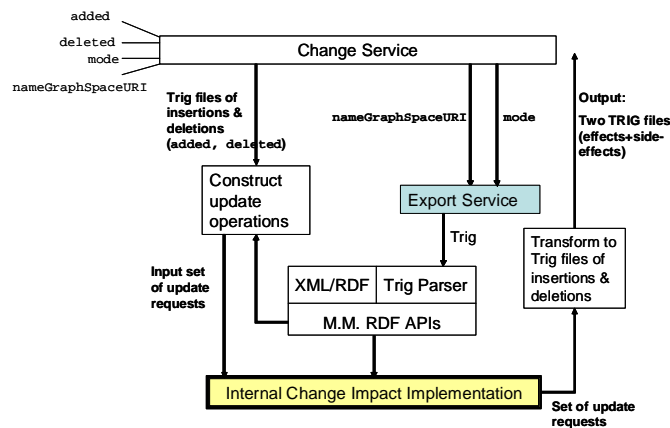 added
deleted
mode
nameGraphSpaceURI
Change Service
Trig files of
insertions &
deletions
(added, deleted)
nameGraphSpaceURI
mode
Output:
Two TRIG files
(effects+side-
effects)
Construct
update
operations
Export Service
Trig
Transform to
Trig files of
insertions &
deletions
Input set
of update
requests
XML/RDF
Trig Parser
M.M. RDF APIs
Internal Change Impact Implementation
Set of update
requests